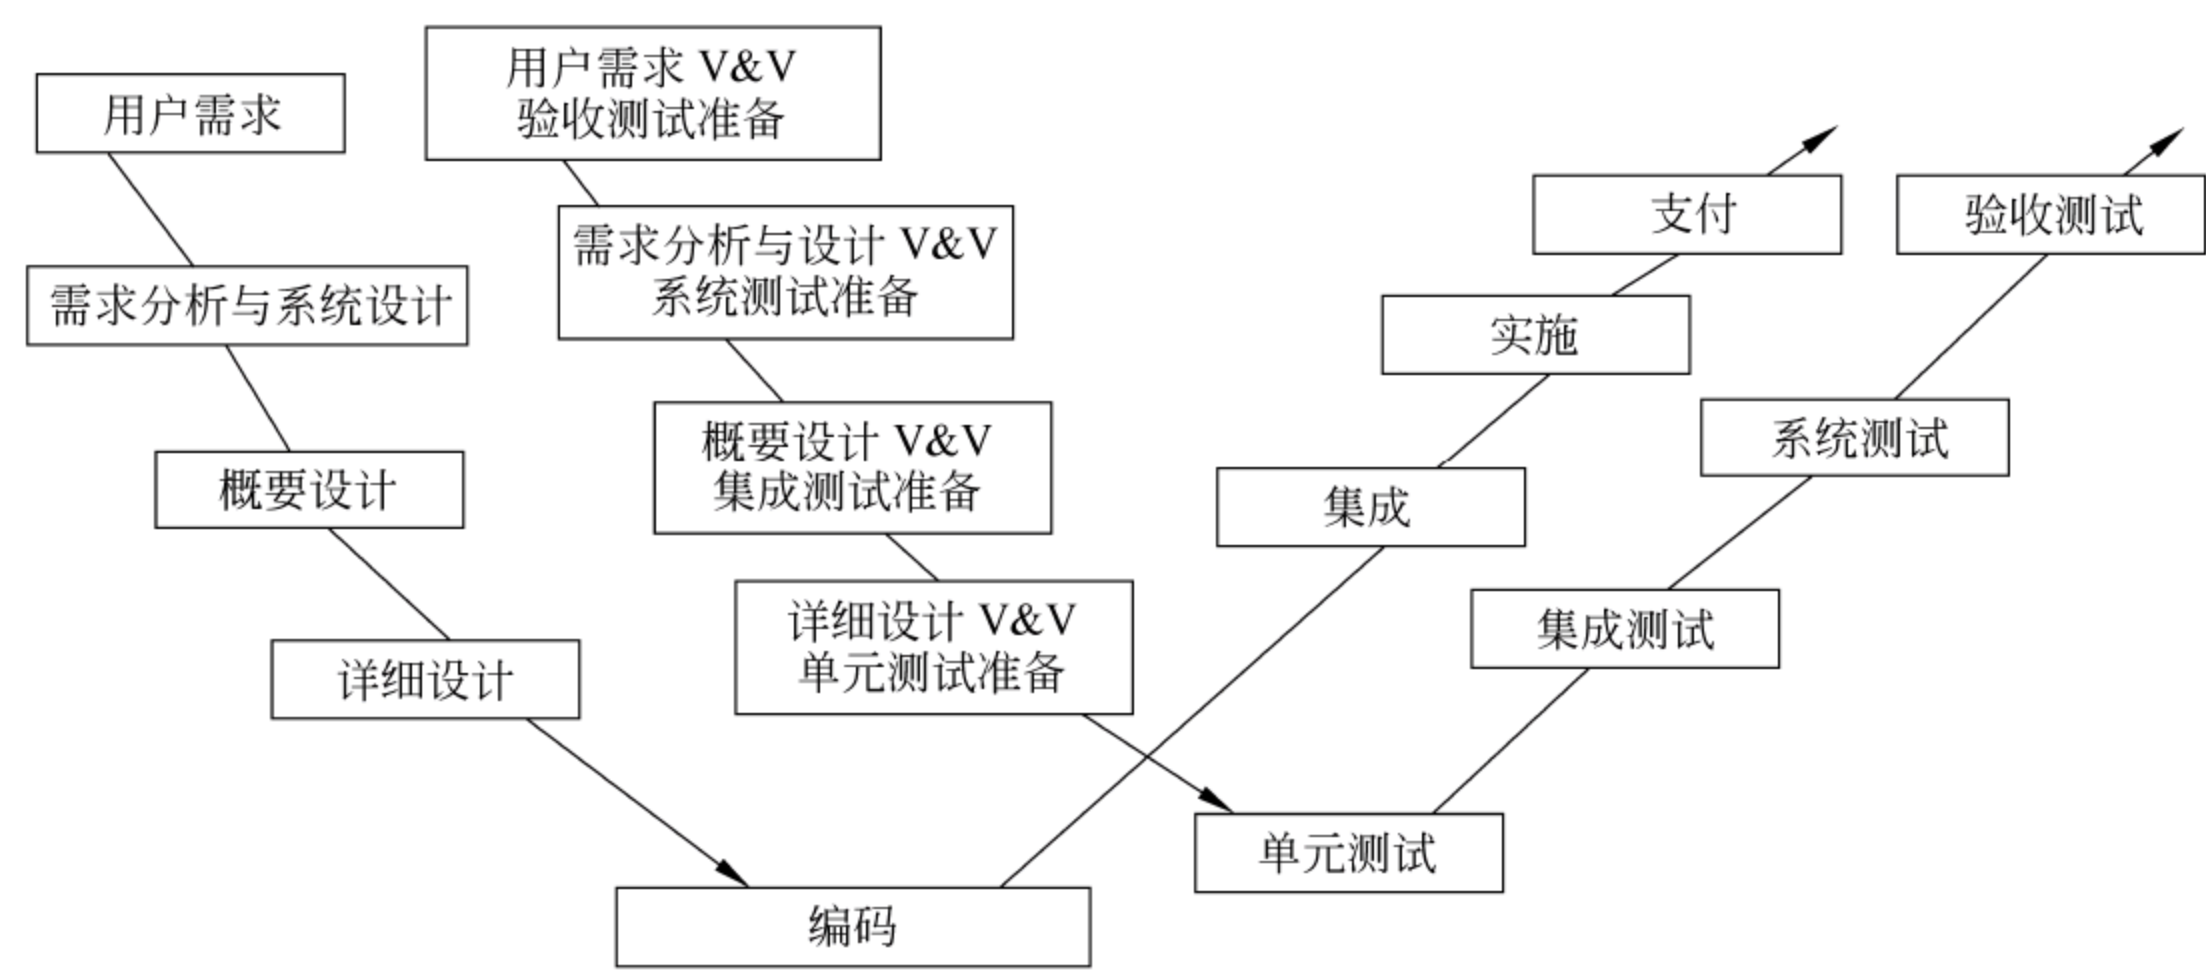 用户需求
用户需求 V&V
验收测试准备
需求分析与系统设计
需求分析与设计 V&V
系统测试准备
概要设计
概要设计 V&V
集成测试准备
详细设计
详细设计 V&V
单元测试准备
编码
支付
实施
集成
验收测试
系统测试
集成测试
单元测试